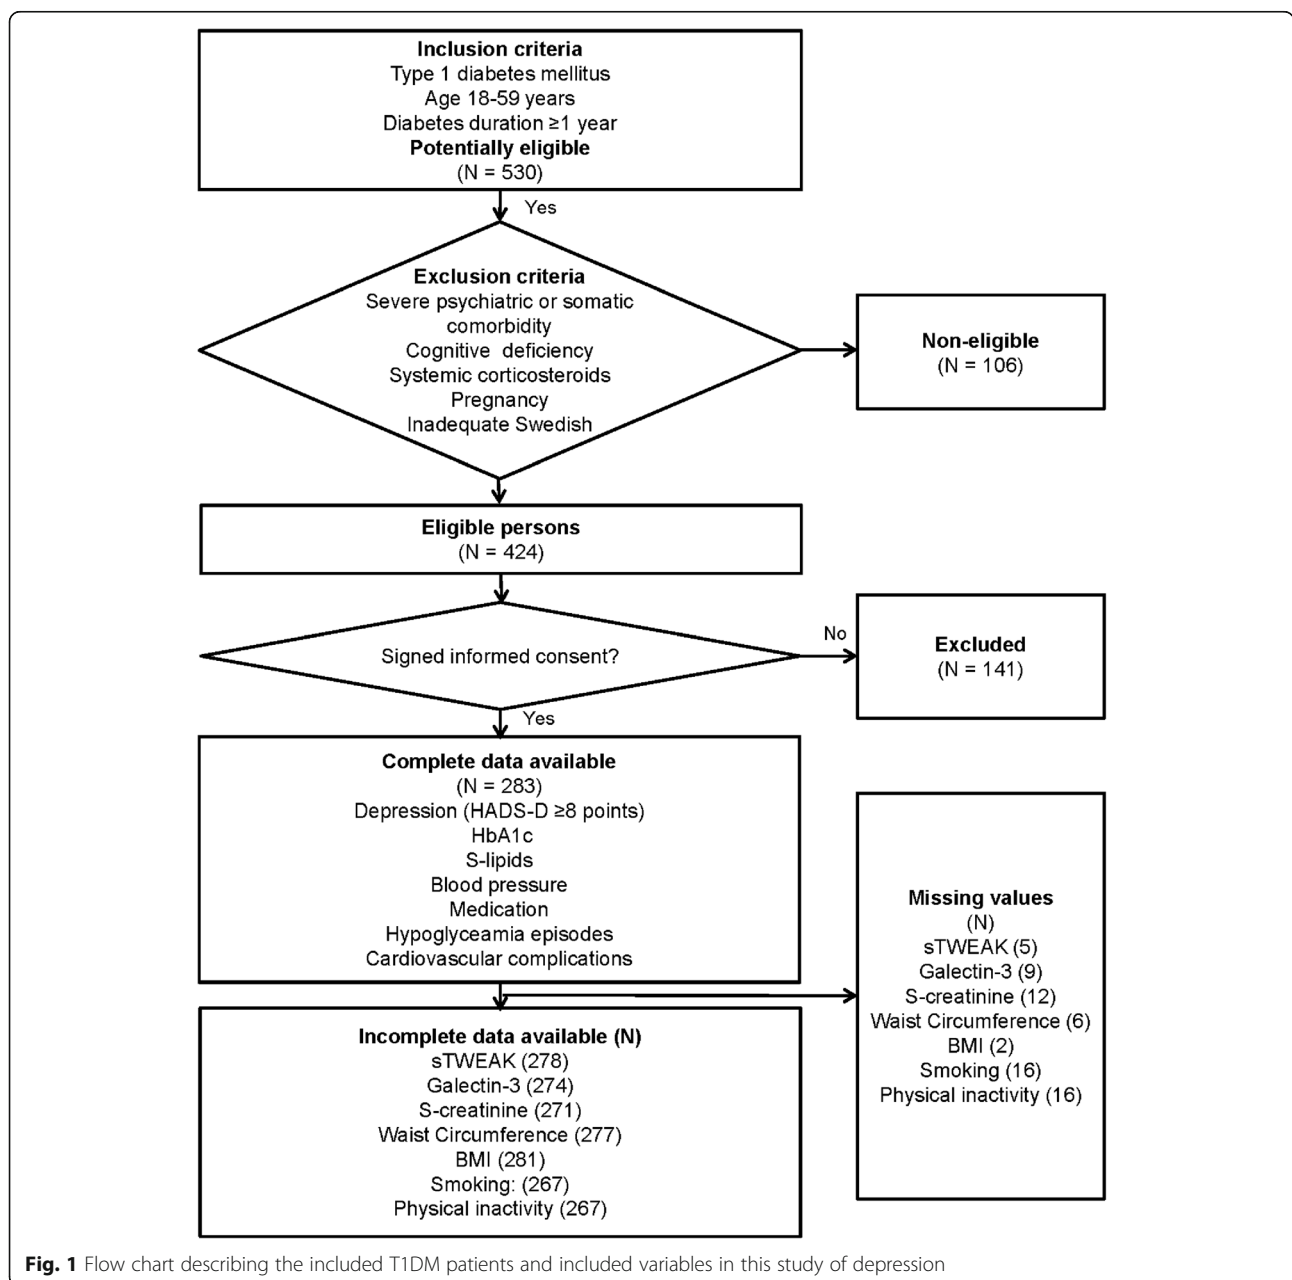 Inclusion criteria
Type 1 diabetes mellitus
Age 18-59 years
Diabetes duration ≥1 year
Potentially eligible
(N = 530)
Yes
Exclusion criteria
Severe psychiatric or somatic
comorbidity
Cognitive deficiency
Systemic corticosteroids
Pregnancy
Inadequate Swedish
Non-eligible
(N = 106)
Eligible persons
(N = 424)
Signed informed consent?
No
Excluded
(N = 141)
Yes
Complete data available
(N = 283)
Depression (HADS-D ≥8 points)
HbA1c
S-lipids
Blood pressure
Medication
Hypoglyceamia episodes
Cardiovascular complications
Missing values
(N)
sTWEAK (5)
Galectin-3 (9)
S-creatinine (12)
Waist Circumference (6)
BMI (2)
Smoking (16)
Physical inactivity (16)
Incomplete data available (N)
sTWEAK (278)
Galectin-3 (274)
S-creatinine (271)
Waist Circumference (277)
BMI (281)
Smoking: (267)
Physical inactivity (267)
Fig. 1 Flow chart describing the included T1DM patients and included variables in this study of depression